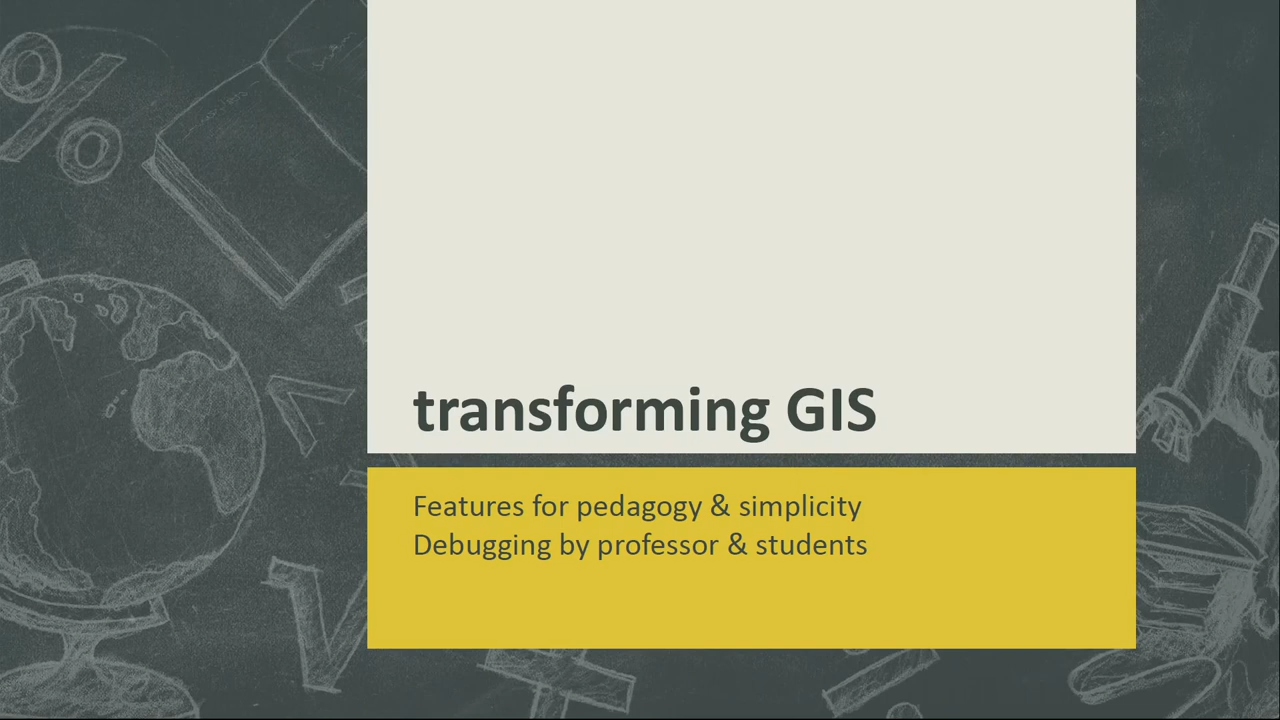 transforming GIS
Features for pedagogy & simplicity
Debugging by professor & students